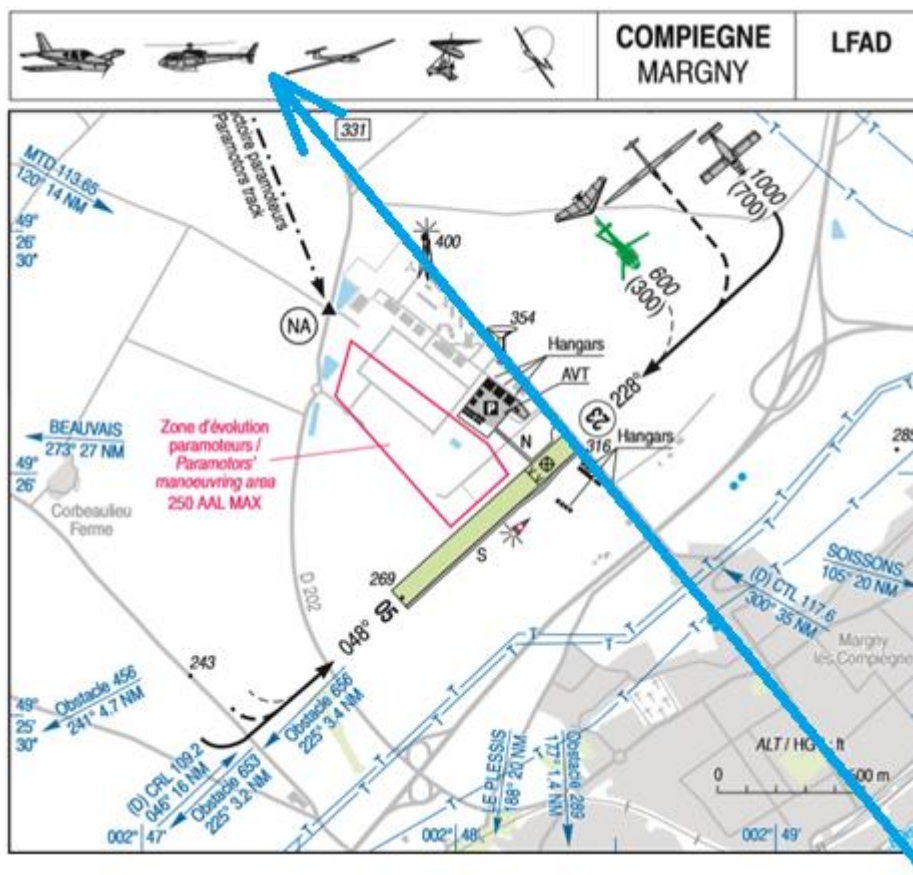 COMPIEGNE
MARGNY
LFAD
331
paramoteurs
Paramotors track
MTD 113.65
120° 14 NM
49°
26'
30"
400
1000
(700)
600
(300)
NA
354
Hangars
AVT
P
228°
23
N
316
Hangars
BEAUVAIS
273° 27 NM
Zone d'évolution
paramoteurs /
Paramotors'
manoeuvring area
250 AAL MAX
49°
26'
Corbeaulieu
Ferme
S
269
05
048°
D 202
SOISSONS
105° 20 NM
(D) CTL 117.6
300° 35 NM
Margny
les Compiègne
243
Obstacle 456
241° 4.7 NM
49°
25'
30"
Obstacle 656
225° 3.4 NM
(D) CRL 109.2
046° 16 NM
Obstacle 653
225° 3.2 NM
LE PLESSIS
188° 20 NM
Obstacle 289
177° 1.4 NM
ALT / HGT : ft
0
500 m
002° 47'
002° 48'
002° 49'